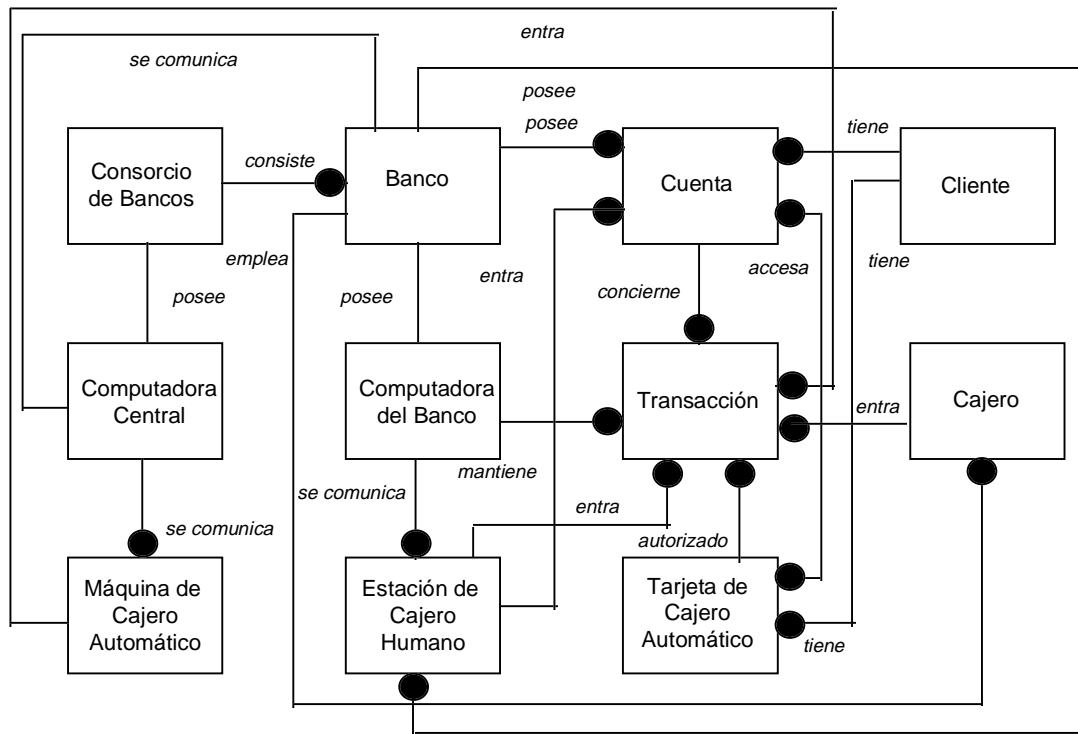 entra
se comunica
posee
posee
tiene
Consorcio
de Bancos
consiste
Banco
Cuenta
Cliente
emplea
entra
accesa
tiene
posee
posee
concierne
Computadora
Central
Computadora
del Banco
Transacción
entra
Cajero
mantiene
se comunica
se comunica
entra
autorizado
Máquina de
Cajero
Automático
Estación de
Cajero
Humano
Tarjeta de
Cajero
Automático
tiene